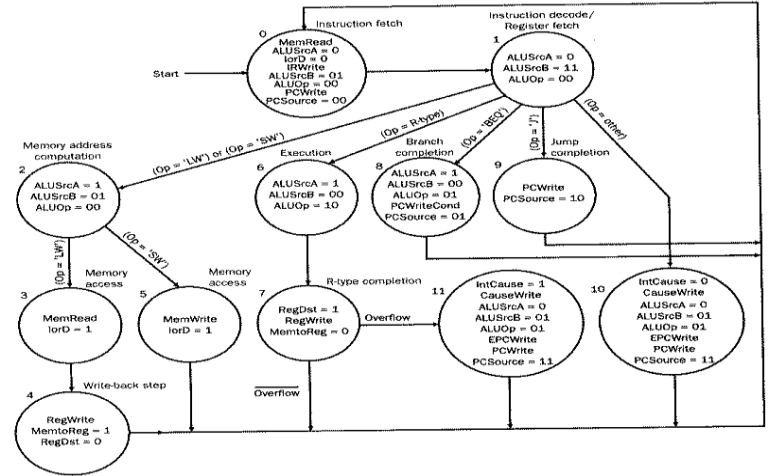 Instruction fetch
0
MemRead
ALUSrcA = 0
IorD = 0
IRWrite
ALUSrcB = 01
ALUOp = 00
PCWrite
PCSource = 00
Start
Instruction decode/
Register fetch
1
ALUSrcA = 0
ALUSrcB = 11
ALUOp = 00
(Op = 'LW') or (Op = 'SW')
(Op = R-type)
(Op = 'BEQ')
(Op = 'J')
(Op = other)
Memory address
computation
2
ALUSrcA = 1
ALUSrcB = 01
ALUOp = 00
Execution
6
ALUSrcA = 1
ALUSrcB = 00
ALUOp = 10
Branch
completion
8
ALUSrcA = 1
ALUSrcB = 00
ALUOp = 01
PCWriteCond
PCSource = 01
Jump
completion
9
PCWrite
PCSource = 10
(Op = 'LW')
(Op = 'SW')
Memory
access
3
MemRead
IorD = 1
Memory
access
5
MemWrite
IorD = 1
R-type completion
7
RegDst = 1
RegWrite
MemtoReg = 0
Overflow
Overflow
11
IntCause = 1
CauseWrite
ALUSrcA = 0
ALUSrcB = 01
ALUOp = 01
EPCWrite
PCWrite
PCSource = 11
10
IntCause = 0
CauseWrite
ALUSrcA = 0
ALUSrcB = 01
ALUOp = 01
EPCWrite
PCWrite
PCSource = 11
Write-back step
4
RegWrite
MemtoReg = 1
RegDst = 0